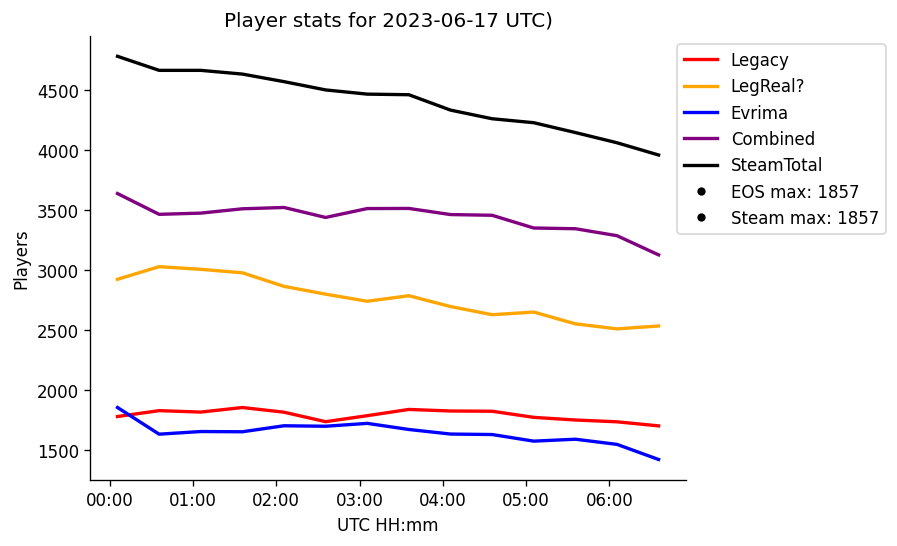 Player stats for 2023-06-17 UTC)
Legacy
LegReal?
Evrima
Combined
SteamTotal
EOS max: 1857
Steam max: 1857
Players
4500
4000
3500
3000
2500
2000
1500
00:00 01:00 02:00 03:00 04:00 05:00 06:00
UTC HH:mm